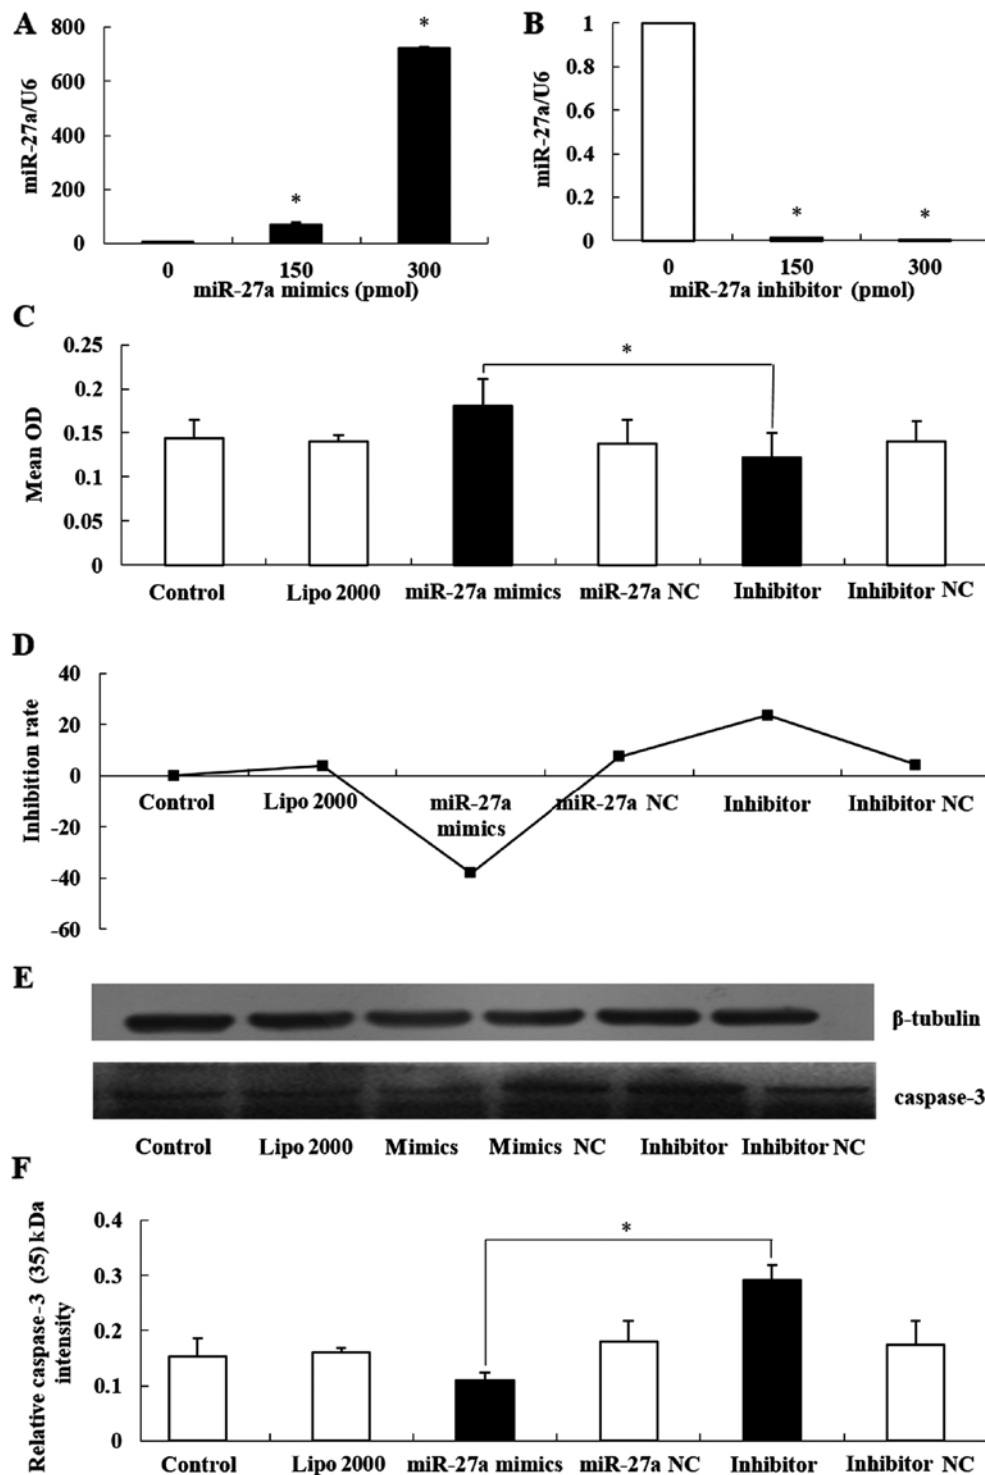 A
miR-27a/U6
800
600
400
200
0
*
*
0 150 300
miR-27a mimics (pmol)
B
miR-27a/U6
1
0.8
0.6
0.4
0.2
0
* *
0 150 300
miR-27a inhibitor (pmol)
C
Mean OD
0.25
0.2
0.15
0.1
0.05
0
*
Control Lipo 2000 miR-27a mimics miR-27a NC Inhibitor Inhibitor NC
D
Inhibition rate
40
20
0
-20
-40
-60
Control Lipo 2000 miR-27a mimics miR-27a NC Inhibitor Inhibitor NC
E
β-tubulin
caspase-3
Control Lipo 2000 Mimics Mimics NC Inhibitor Inhibitor NC
F
Relative caspase-3 (35) kDa
intensity
0.4
0.3
0.2
0.1
0
*
Control Lipo 2000 miR-27a mimics miR-27a NC Inhibitor Inhibitor NC